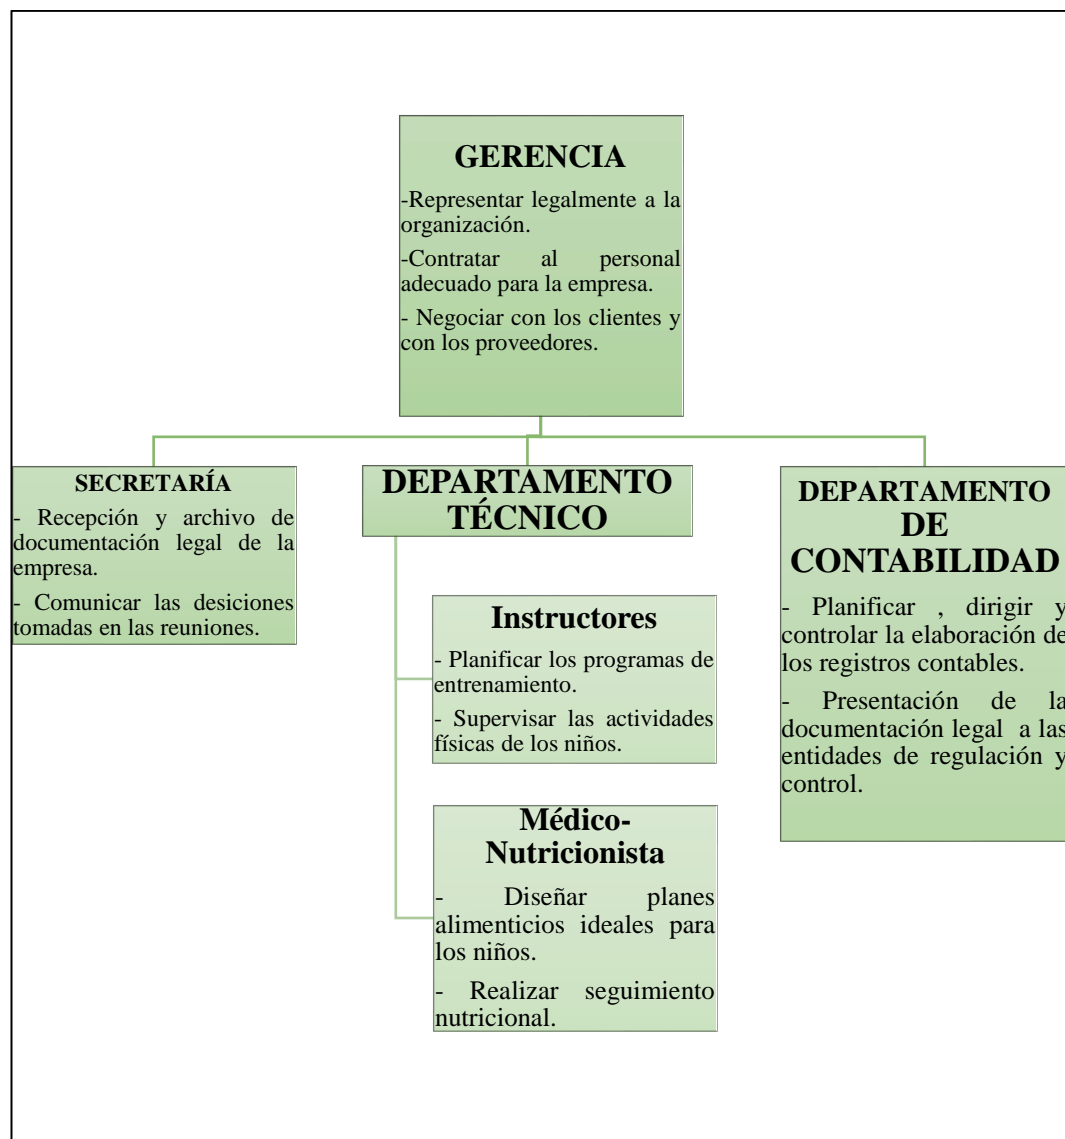 GERENCIA
-Representar legalmente a la
organización.
-Contratar al personal
adecuado para la empresa.
- Negociar con los clientes y
con los proveedores.
SECRETARÍA
- Recepción y archivo de
documentación legal de la
empresa.
- Comunicar las desiciones
tomadas en las reuniones.
DEPARTAMENTO
TÉCNICO
Instructores
- Planificar los programas de
entrenamiento.
- Supervisar las actividades
físicas de los niños.
Médico-
Nutricionista
- Diseñar planes
alimenticios ideales para
los niños.
- Realizar seguimiento
nutricional.
DEPARTAMENTO
DE
CONTABILIDAD
- Planificar , dirigir y
controlar la elaboración de
los registros contables.
- Presentación de la
documentación legal a las
entidades de regulación y
control.